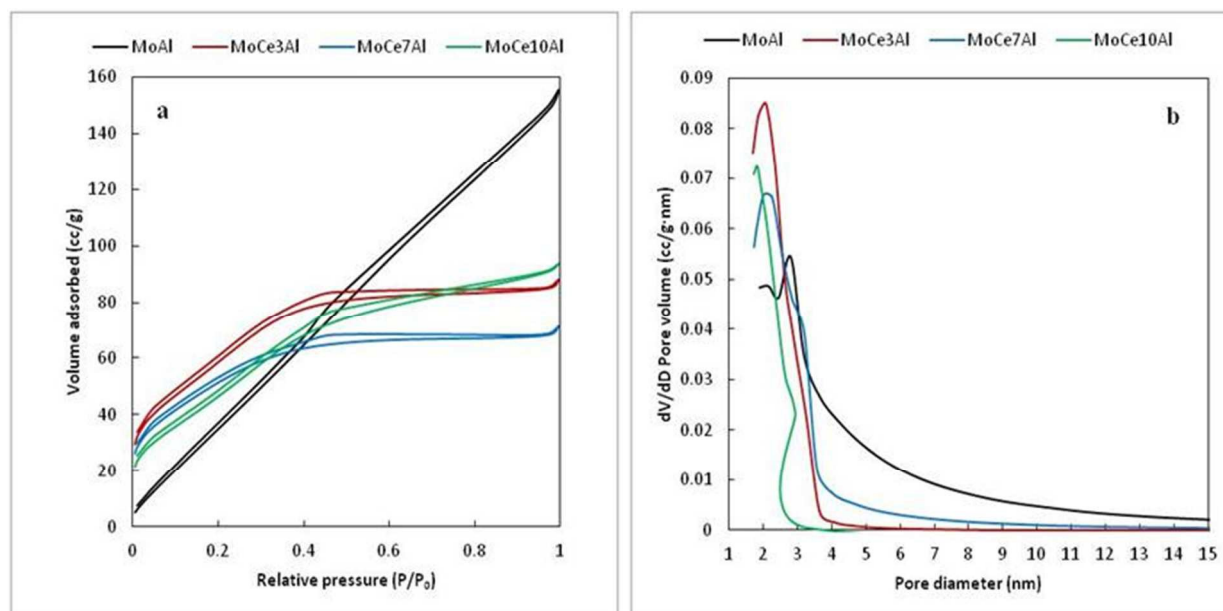 MoAl MoCe3Al MoCe7Al MoCe10Al
a
160
140
120
100
80
60
40
20
0
Volume adsorbed (cc/g)
0 0.2 0.4 0.6 0.8 1
Relative pressure (P/P₀)
MoAl MoCe3Al MoCe7Al MoCe10Al
b
0.09
0.08
0.07
0.06
0.05
0.04
0.03
0.02
0.01
0
dV/dD Pore volume (cc/g·nm)
1 2 3 4 5 6 7 8 9 10 11 12 13 14 15
Pore diameter (nm)